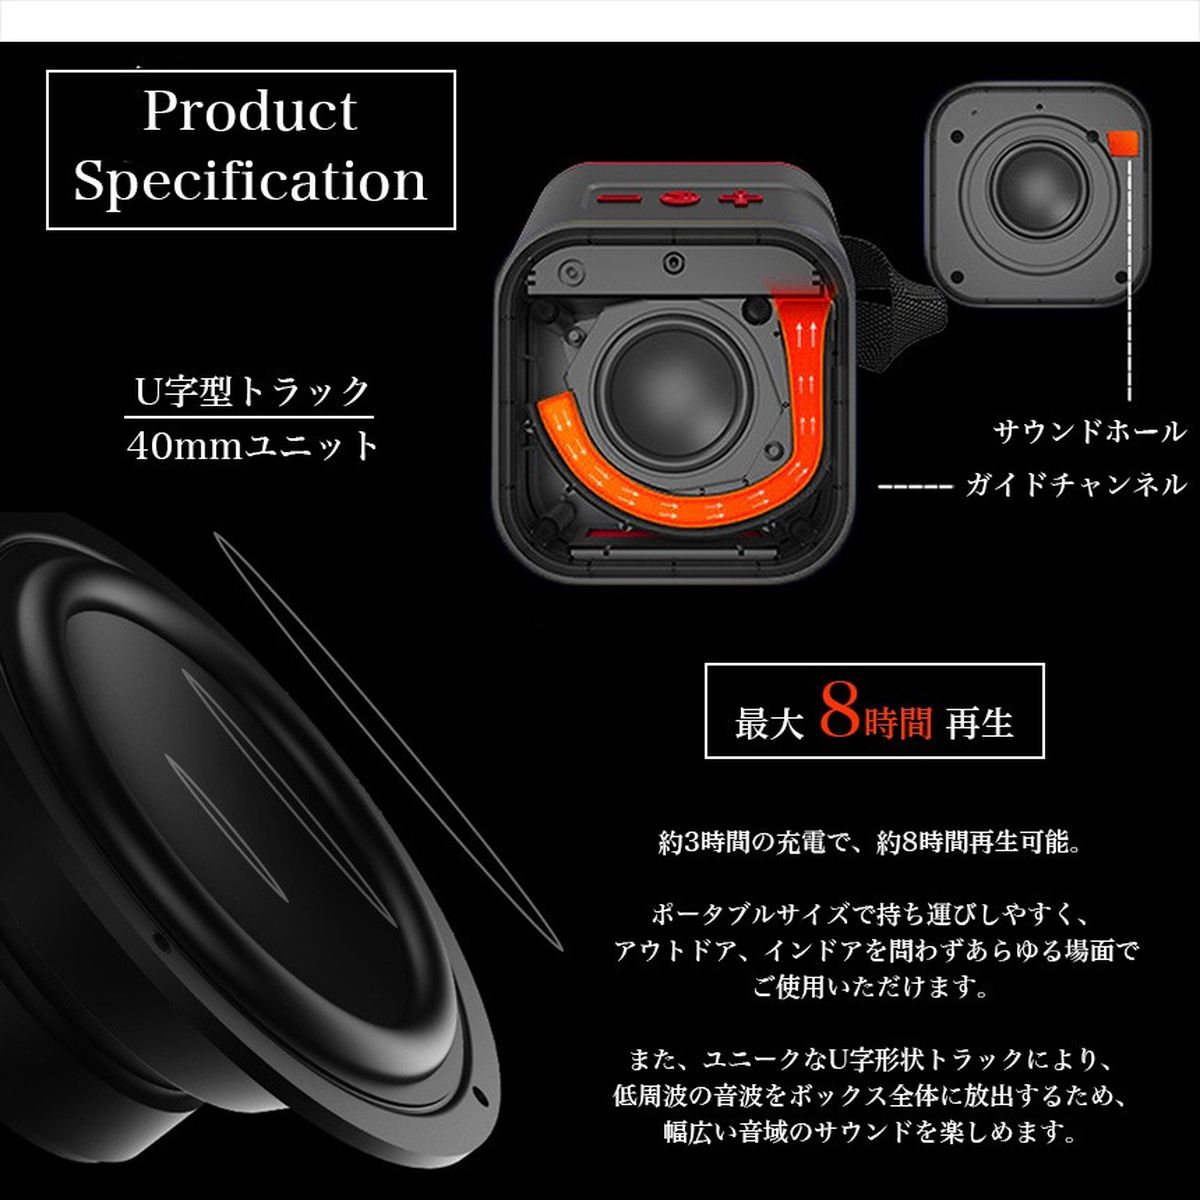 Product
Specification
U字型トラック
40mmユニット
サウンドホール
ガイドチャンネル
最大 8時間 再生
約3時間の充電で、約8時間再生可能。
ポータブルサイズで持ち運びしやすく、
アウトドア、インドアを問わずあらゆる場面で
ご使用いただけます。
また、ユニークなU字形状トラックにより、
低周波の音波をボックス全体に放出するため、
幅広い音域のサウンドを楽しめます。